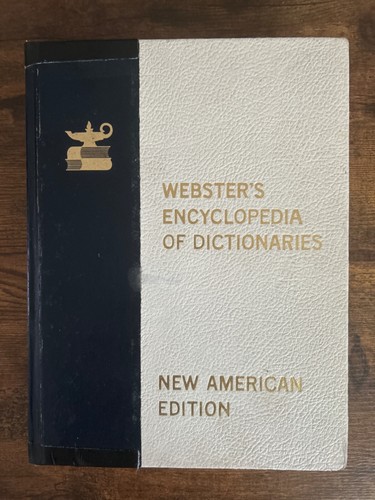 WEBSTER'S
ENCYCLOPEDIA
OF DICTIONARIES
NEW AMERICAN
EDITION